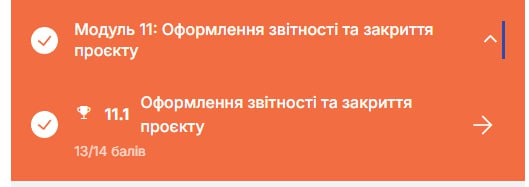 Модуль 11: Оформлення звітності та закриття
проєкту
11.1 Оформлення звітності та закриття
проєкту
13/14 балів